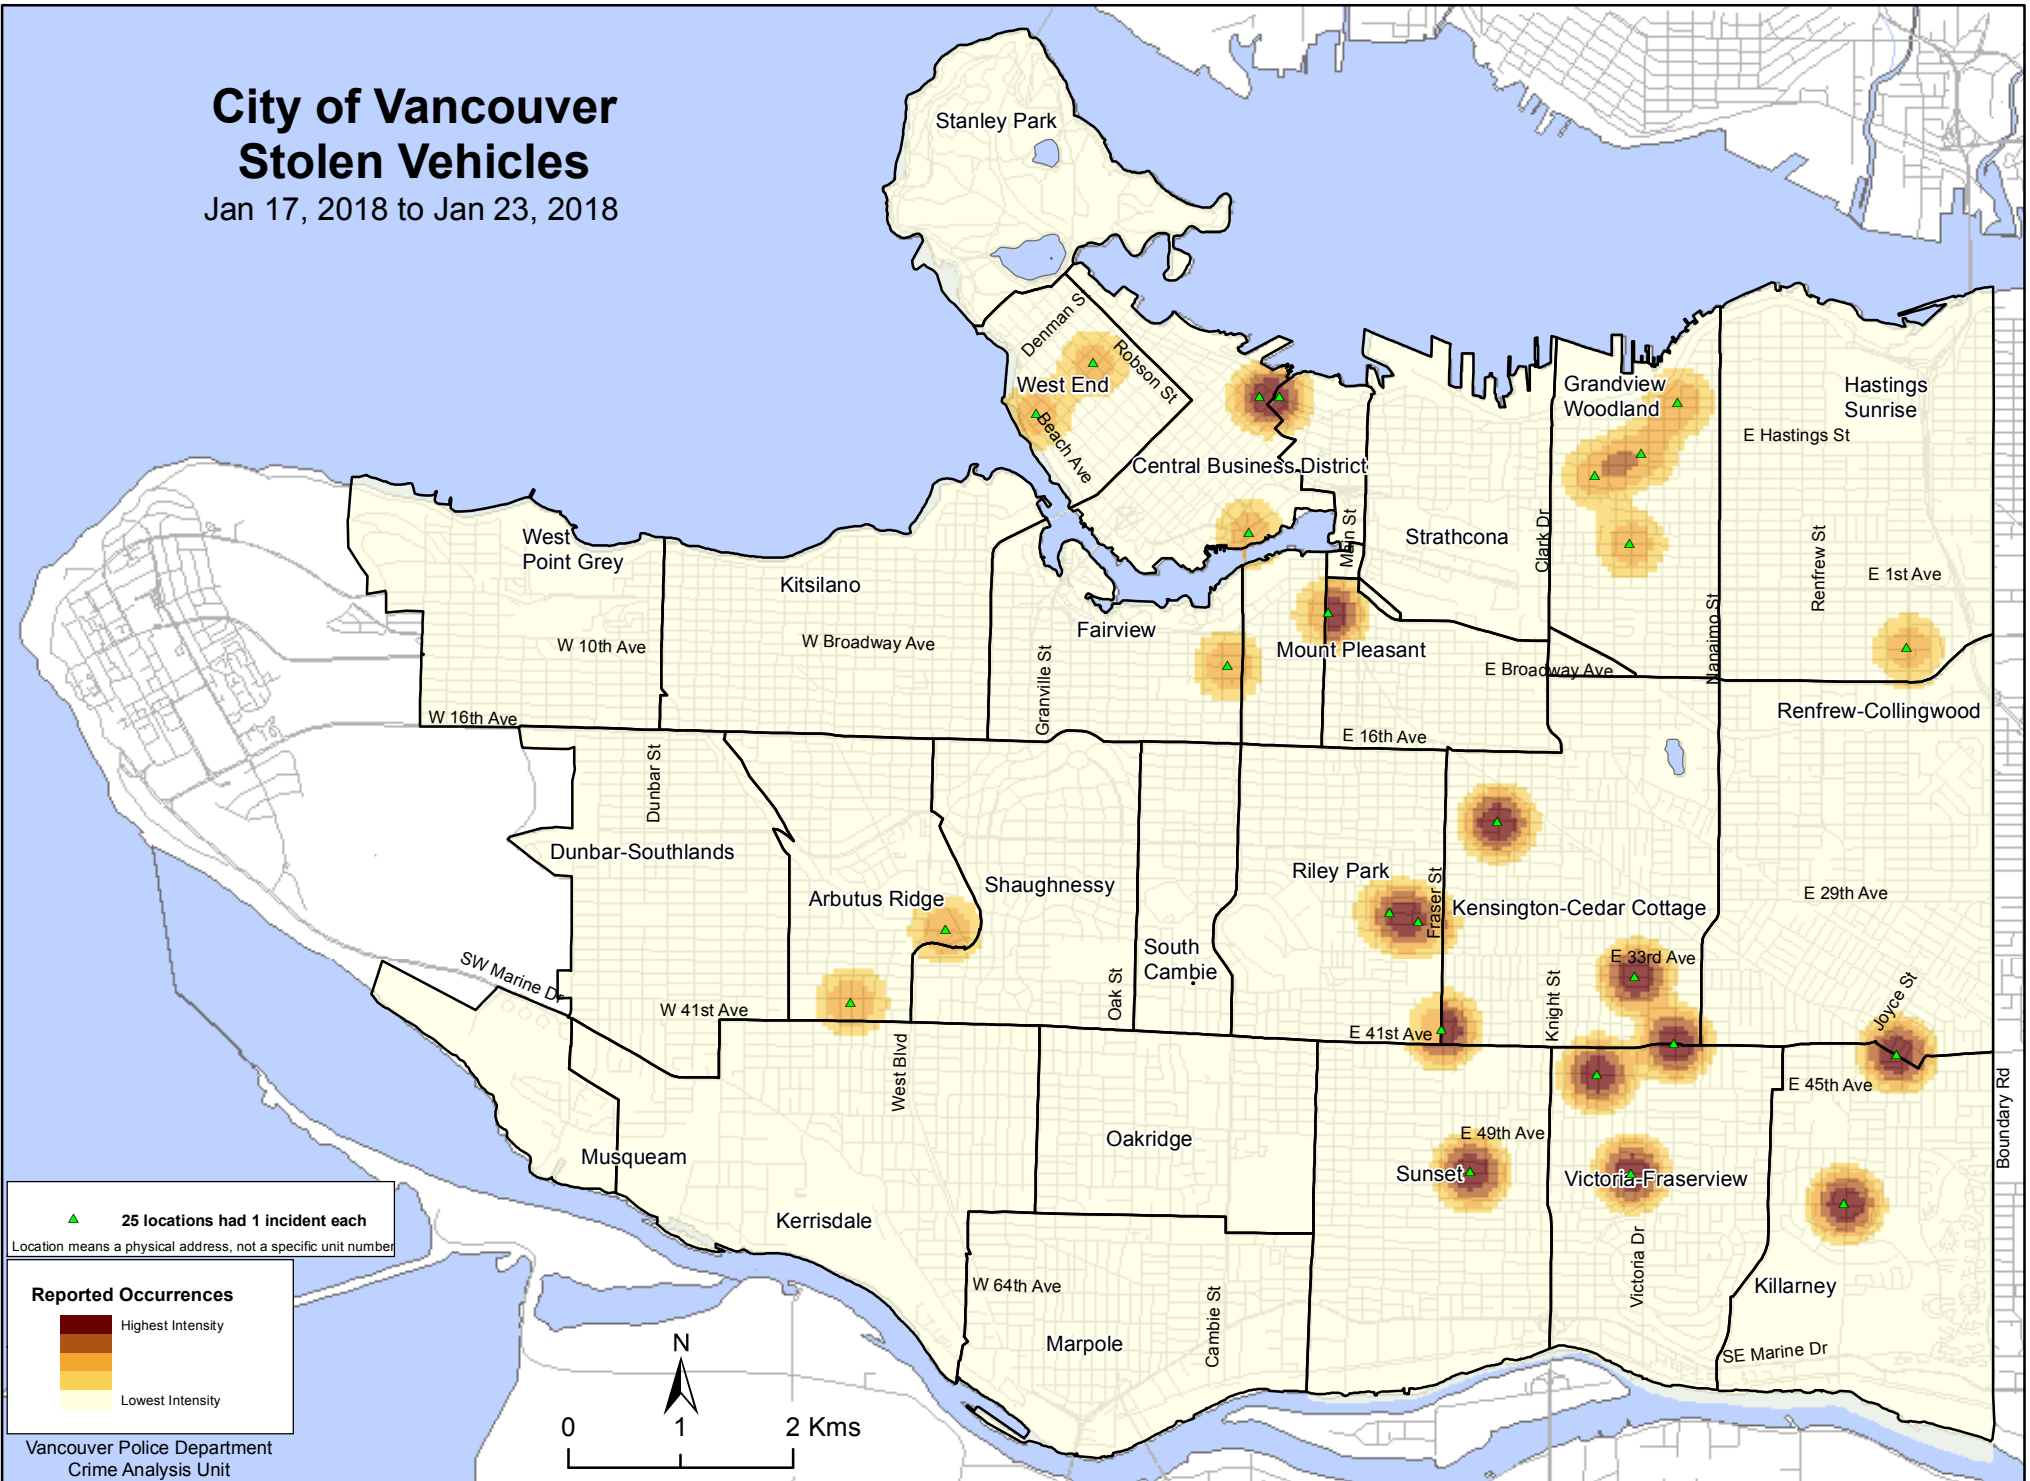 City of Vancouver
Stolen Vehicles
Jan 17, 2018 to Jan 23, 2018
Stanley Park
Denman S
Robson St
West End
Beach Ave
Central Business District
Grandview
Woodland
Hastings
Sunrise
E Hastings St
West
Point Grey
Kitsilano
Main St
Strathcona
Clark Dr
Renfrew St
E 1st Ave
Nanaimo St
W 10th Ave
W Broadway Ave
Fairview
Granville St
Mount Pleasant
E Broadway Ave
W 16th Ave
E 16th Ave
Renfrew-Collingwood
Dunbar St
Dunbar-Southlands
Arbutus Ridge
Shaughnessy
Riley Park
Fraser St
Kensington-Cedar Cottage
E 29th Ave
South
Cambie
Oak St
E 33rd Ave
Knight St
Joyce St
SW Marine Dr
W 41st Ave
E 41st Ave
West Blvd
E 45th Ave
Boundary Rd
Oakridge
E 49th Ave
Musqueam
Sunset
Victoria-Fraserview
Kerrisdale
Victoria Dr
W 64th Ave
Cambie St
Killarney
Marpole
SE Marine Dr
25 locations had 1 incident each
Location means a physical address, not a specific unit number
Reported Occurrences
Highest Intensity
Lowest Intensity
Vancouver Police Department
Crime Analysis Unit
N
0 1 2 Kms